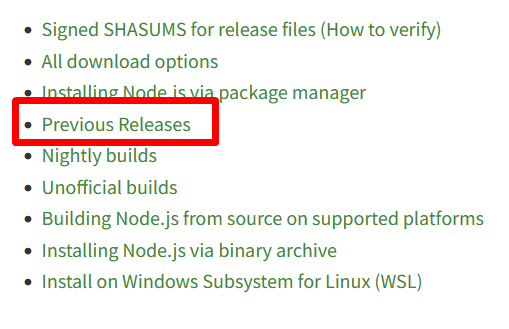 Signed SHASUMS for release files (How to verify)
All download options
Installing Node.js via package manager
Previous Releases
Nightly builds
Unofficial builds
Building Node.js from source on supported platforms
Installing Node.js via binary archive
Install on Windows Subsystem for Linux (WSL)